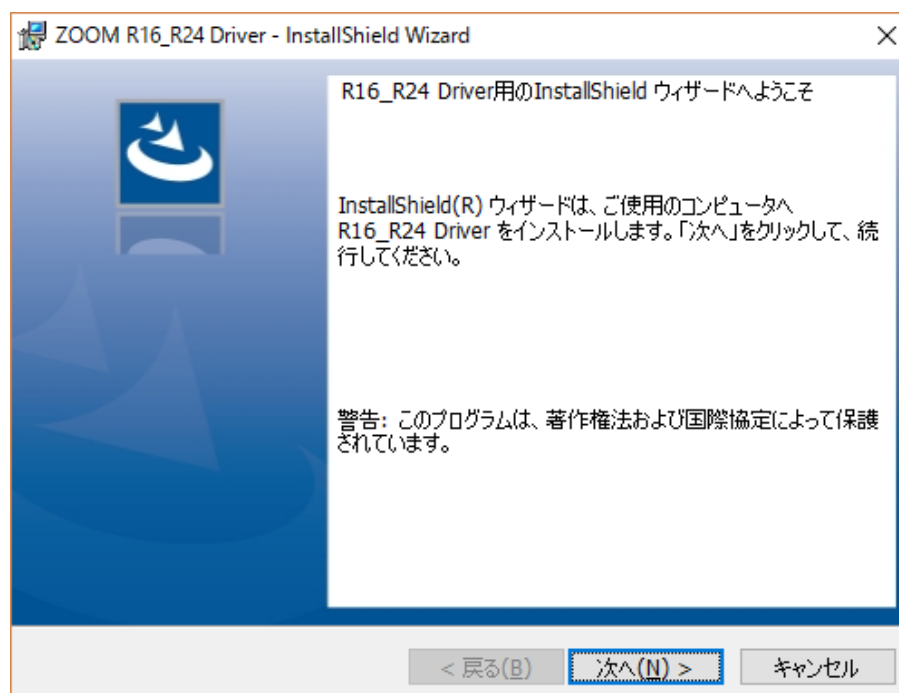 ZOOM R16_R24 Driver - InstallShield Wizard
R16_R24 Driver用のInstallShield ウィザードへようこそ
InstallShield(R) ウィザードは、ご使用のコンピュータへ
R16_R24 Driver をインストールします。「次へ」をクリックして、続
行してください。
警告: このプログラムは、著作権法および国際協定によって保護
されています。
< 戻る(B) 次へ(N) > キャンセル